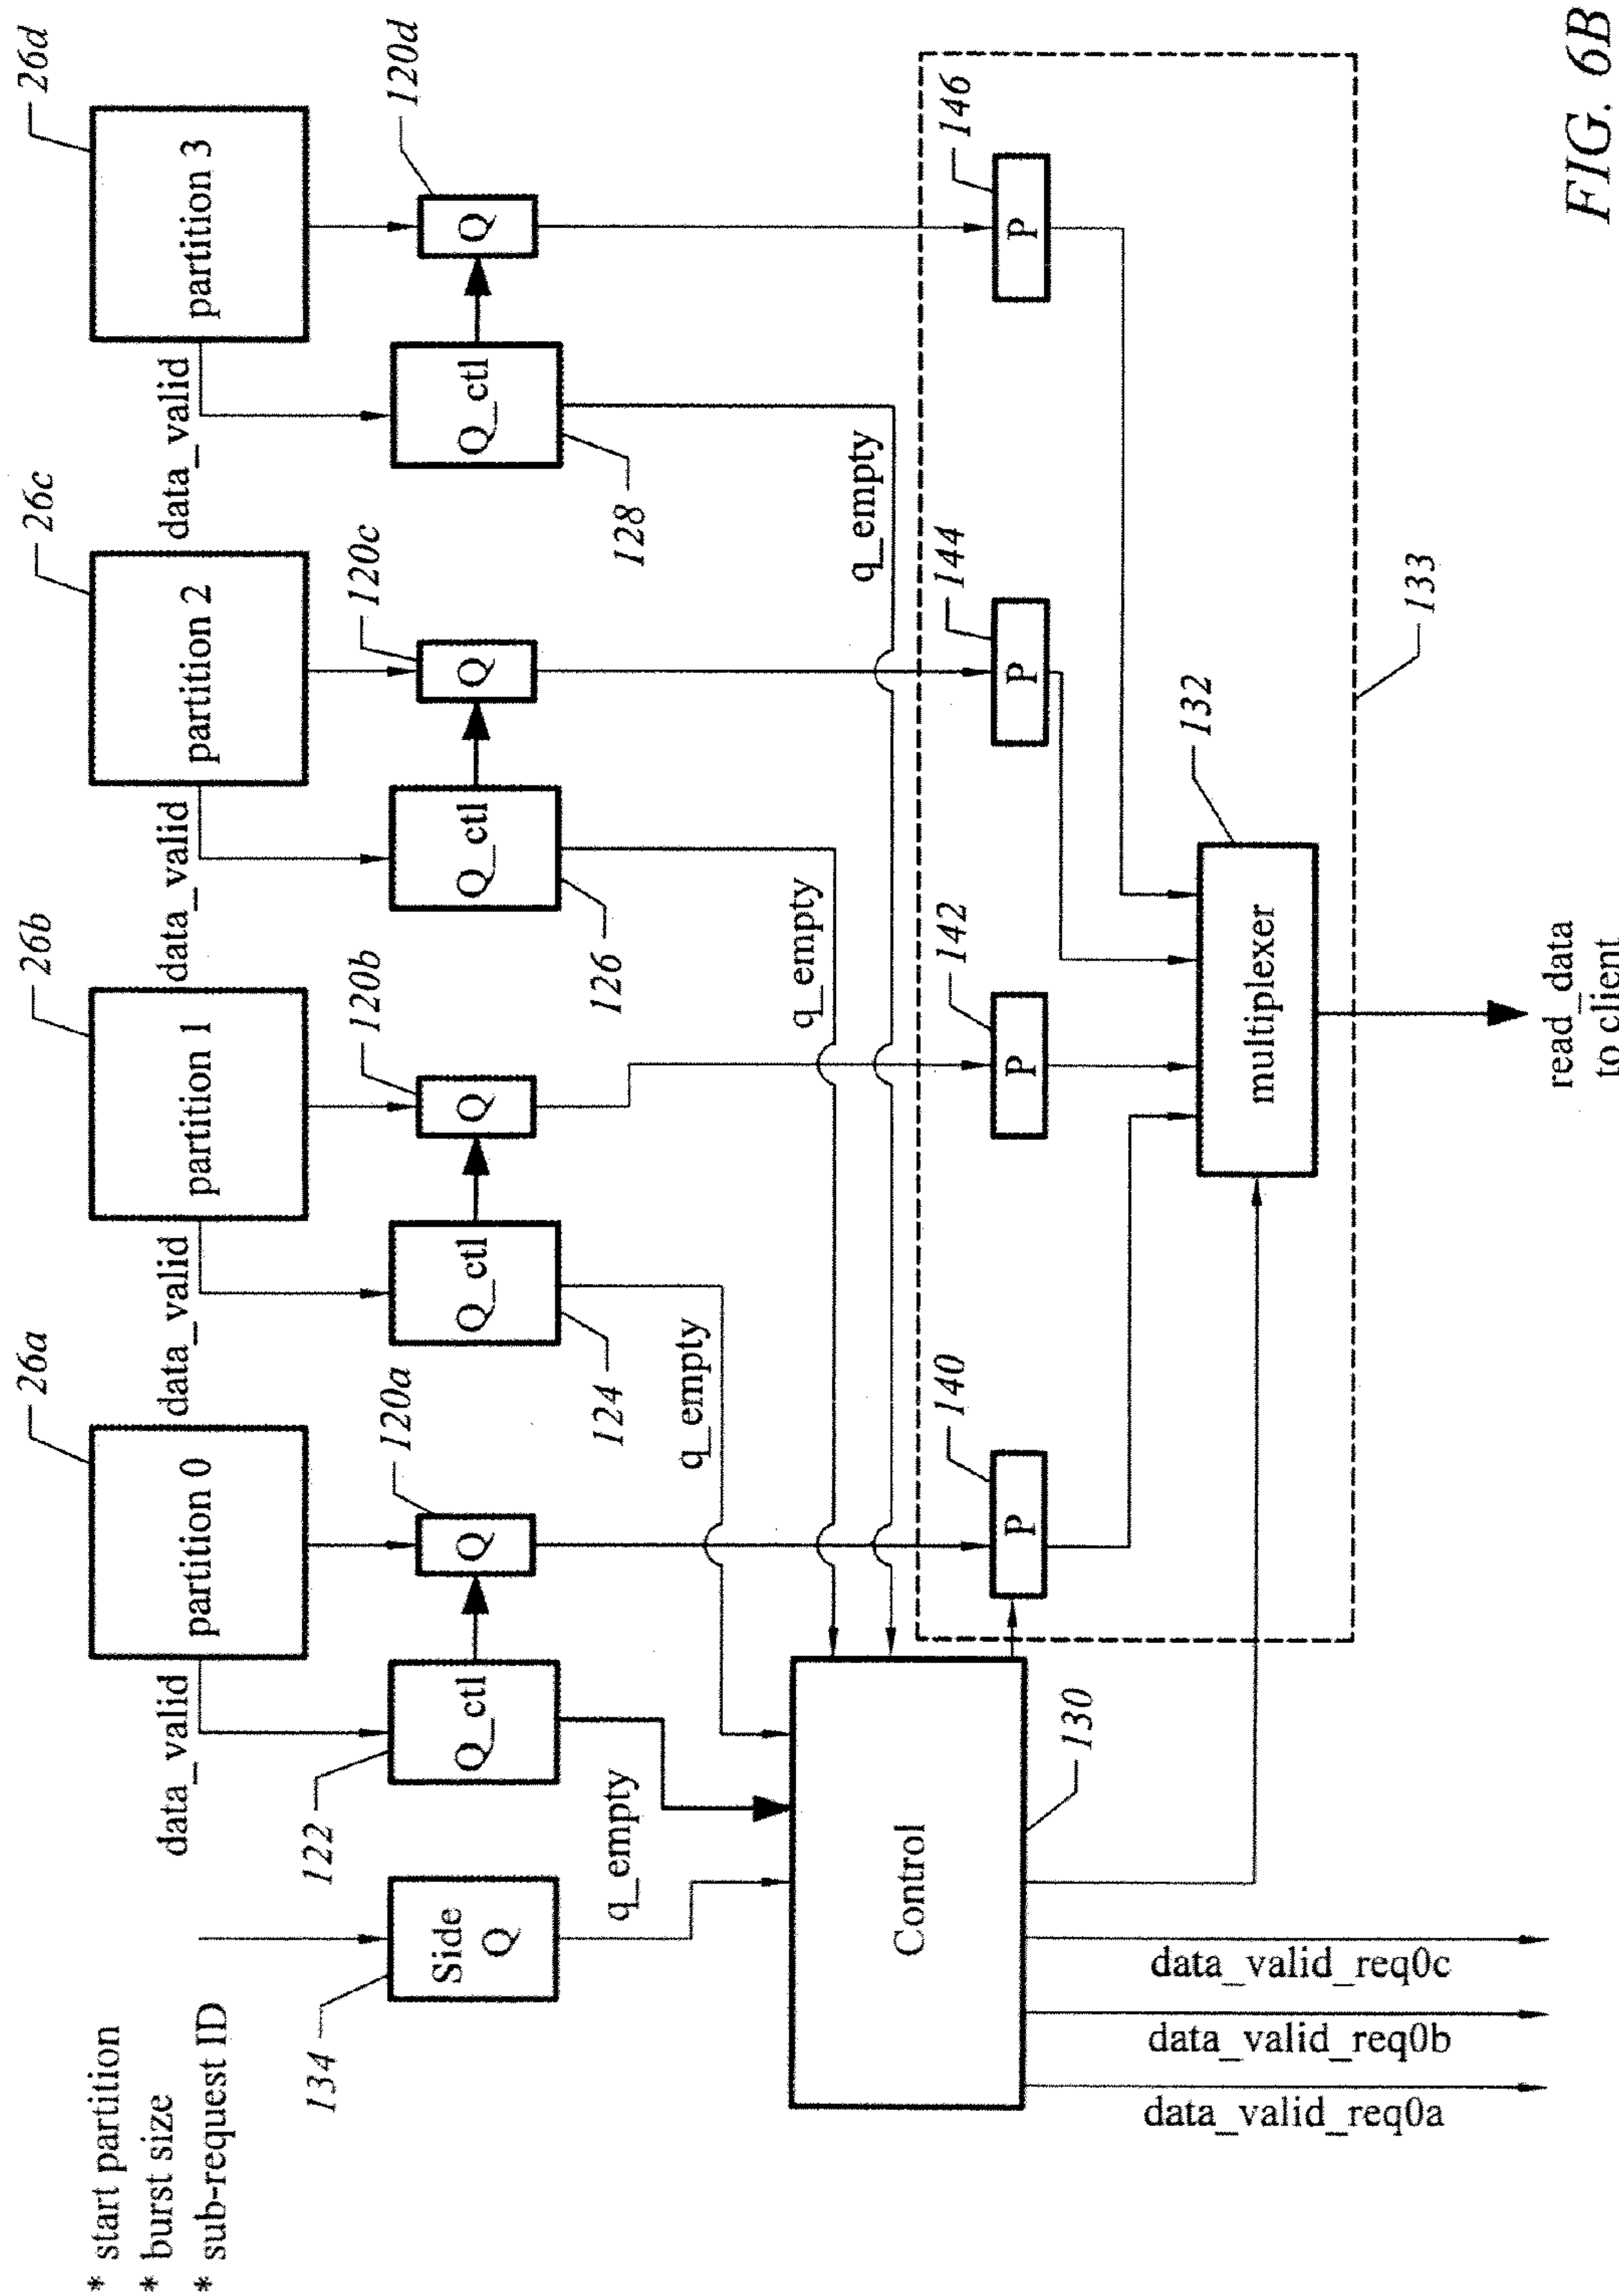 26a
26b
26c
26d
partition 0
partition 1
partition 2
partition 3
* start partition
* burst size
* sub-request ID
data_valid
data_valid
data_valid
data_valid
120a
120b
120c
120d
134
Side
Q
122
Q_ctl
Q
Q_ctl
Q
Q_ctl
Q
Q_ctl
Q
124
126
128
q_empty
q_empty
q_empty
q_empty
Control
130
140
142
144
146
P
P
P
P
132
multiplexer
133
data_valid_req0a
data_valid_req0b
data_valid_req0c
read_data
to client
FIG. 6B